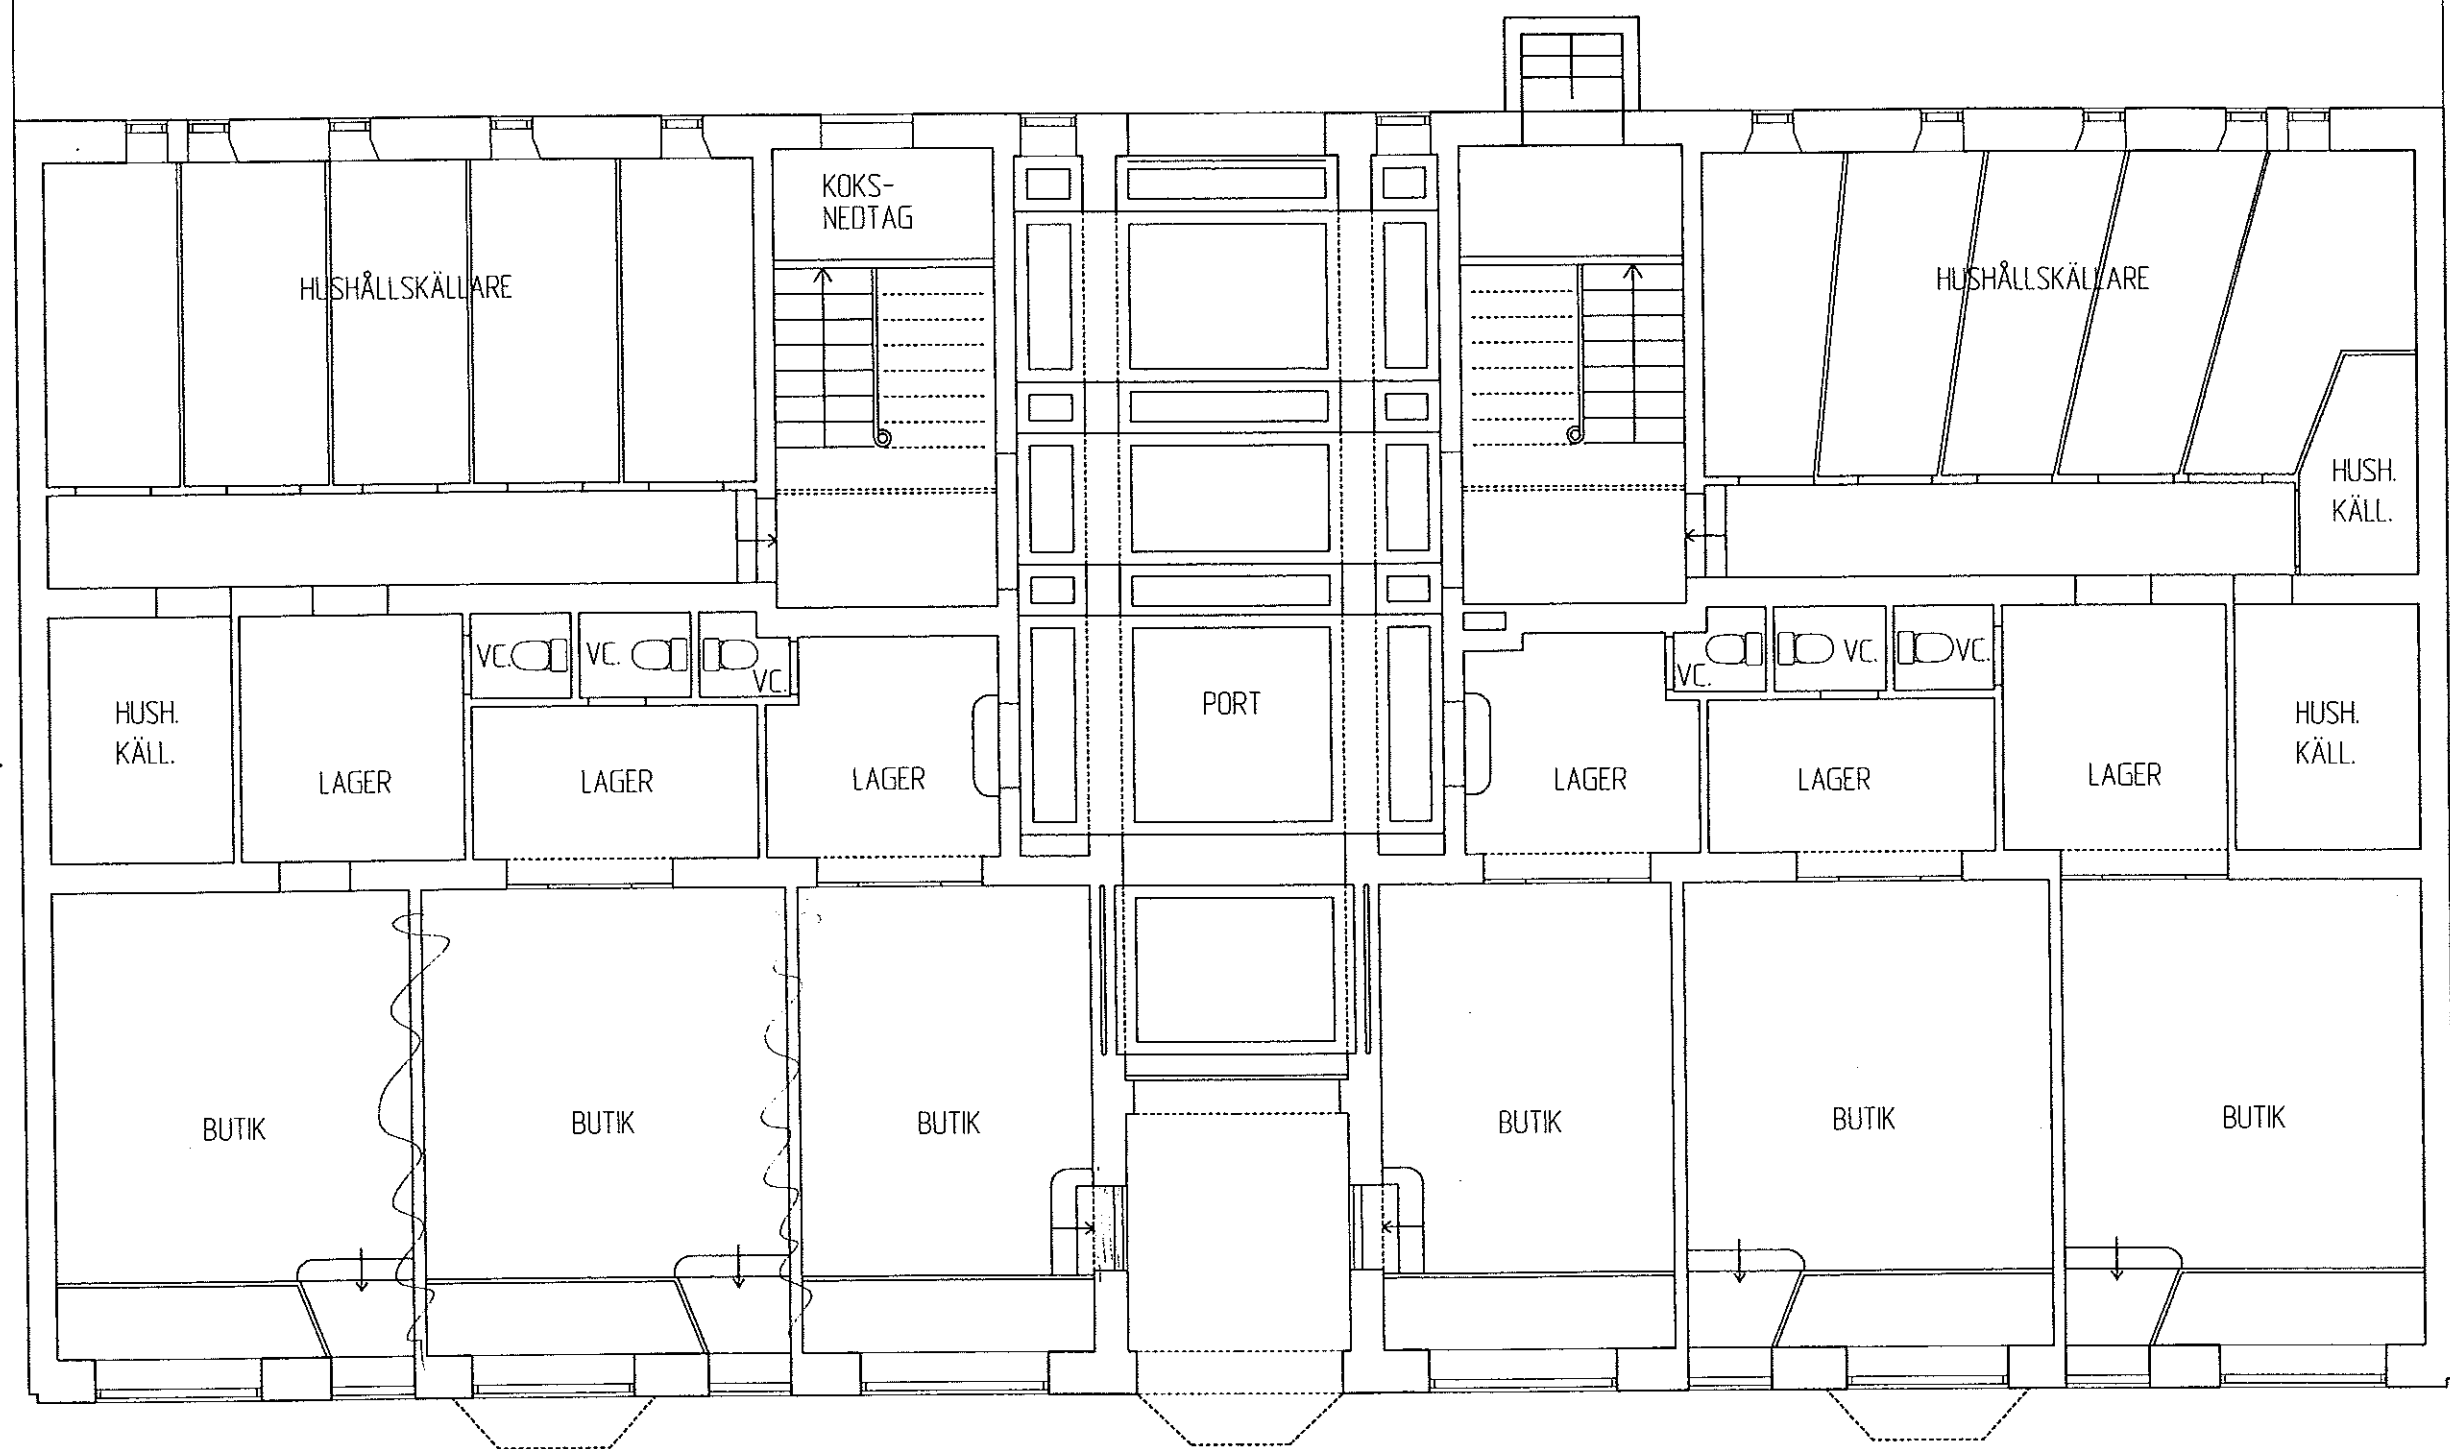 KOKS-
NEDTAG
HUSHÅLLSKÄLLARE
HUSHÅLLSKÄLLARE
HUSH.
KÄLL.
VC.
VC.
VC.
VC.
VC.
VC.
HUSH.
KÄLL.
LAGER
LAGER
LAGER
PORT
LAGER
LAGER
LAGER
HUSH.
KÄLL.
BUTIK
BUTIK
BUTIK
BUTIK
BUTIK
BUTIK